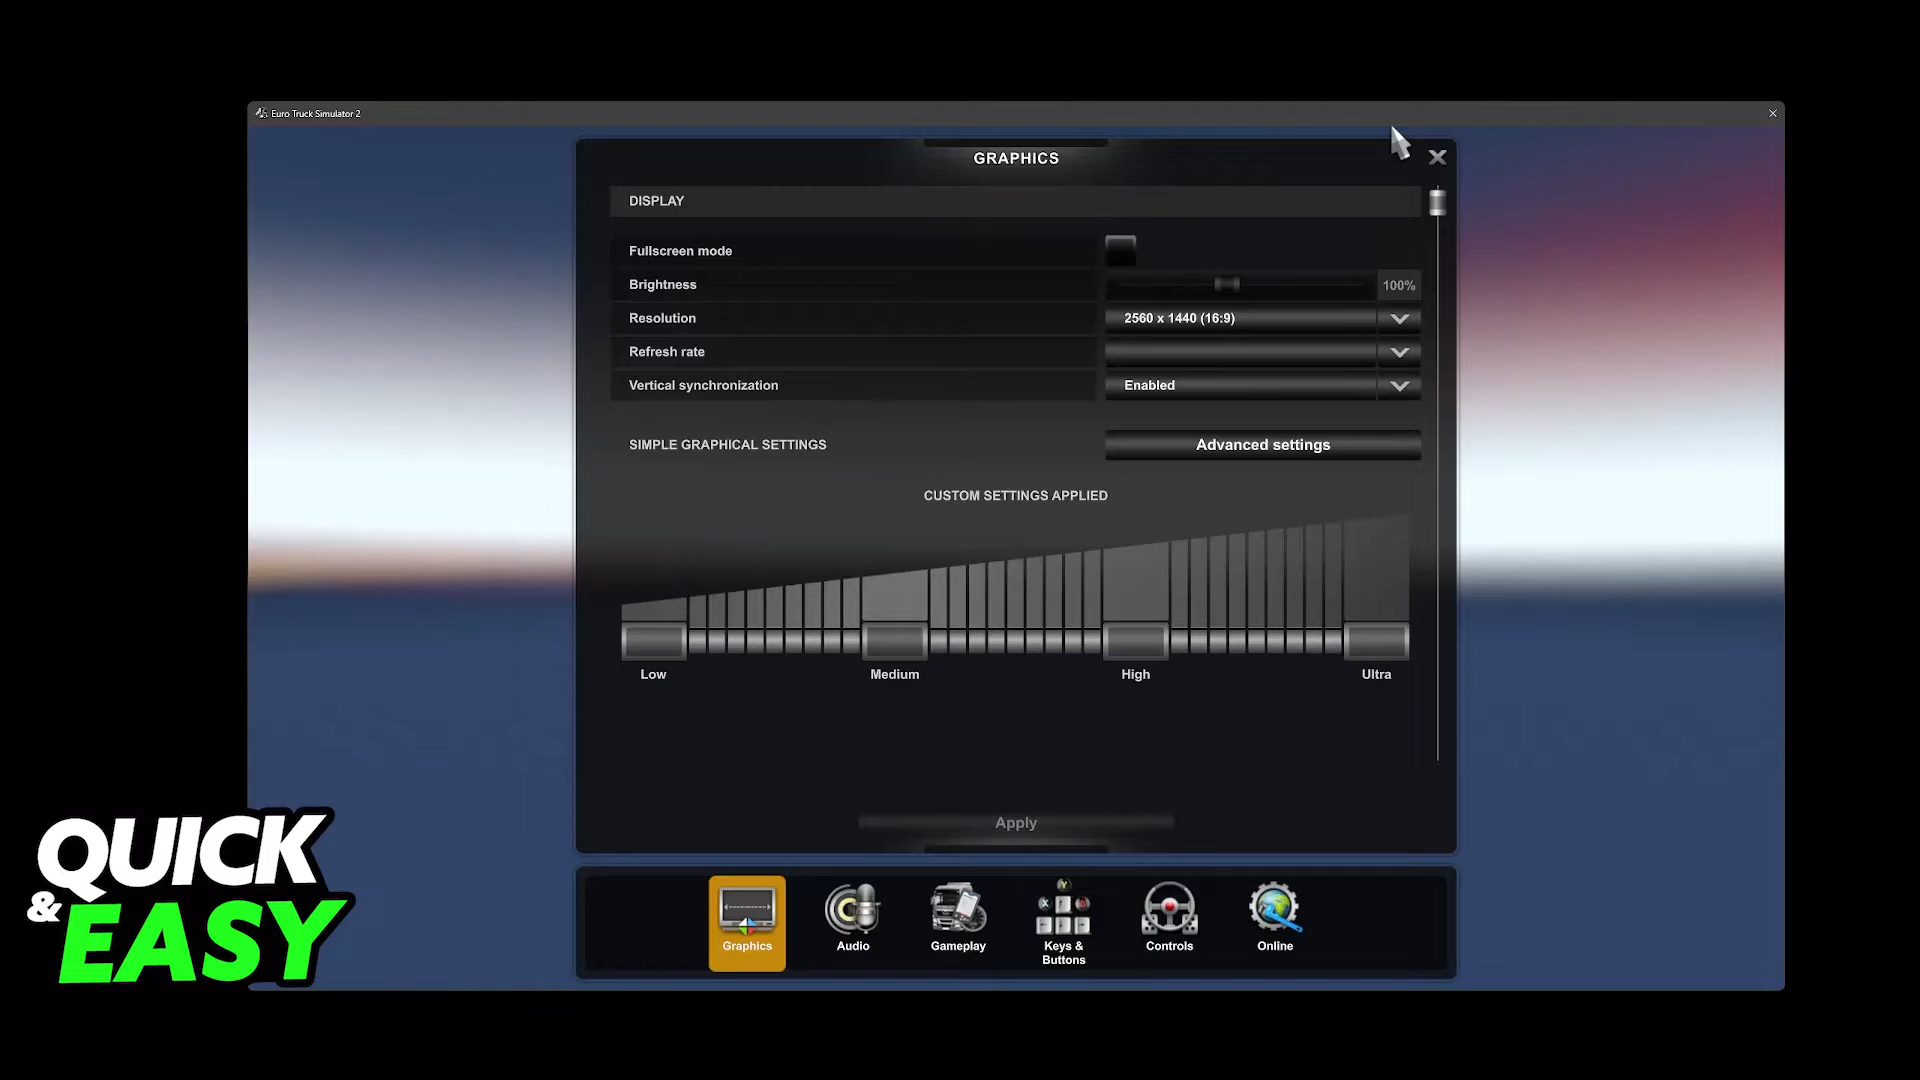 Euro Truck Simulator 2
GRAPHICS
DISPLAY
Fullscreen mode
Brightness
100%
Resolution
2560 x 1440 (16:9)
Refresh rate
Vertical synchronization
Enabled
SIMPLE GRAPHICAL SETTINGS
Advanced settings
CUSTOM SETTINGS APPLIED
Low
Medium
High
Ultra
Apply
QUICK
& EASY
Graphics
Audio
Gameplay
Y
X
Keys &
Buttons
Controls
Online